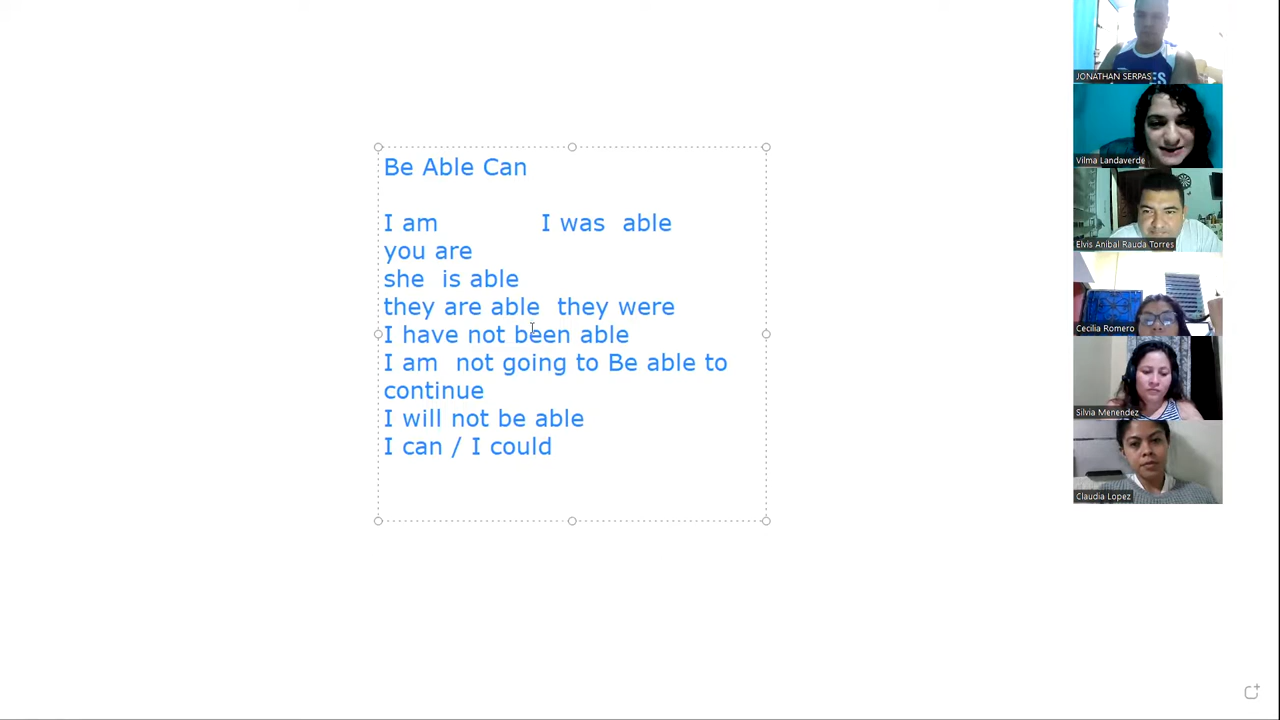 Be Able Can
I am I was able
you are
she is able
they are able they were
I have not been able
I am not going to Be able to
continue
I will not be able
I can / I could
JONATHAN SERPAS
Vilma Landaverde
Elvis Anibal Rauda Torres
Cecilia Romero
Silvia Menendez
Claudia Lopez